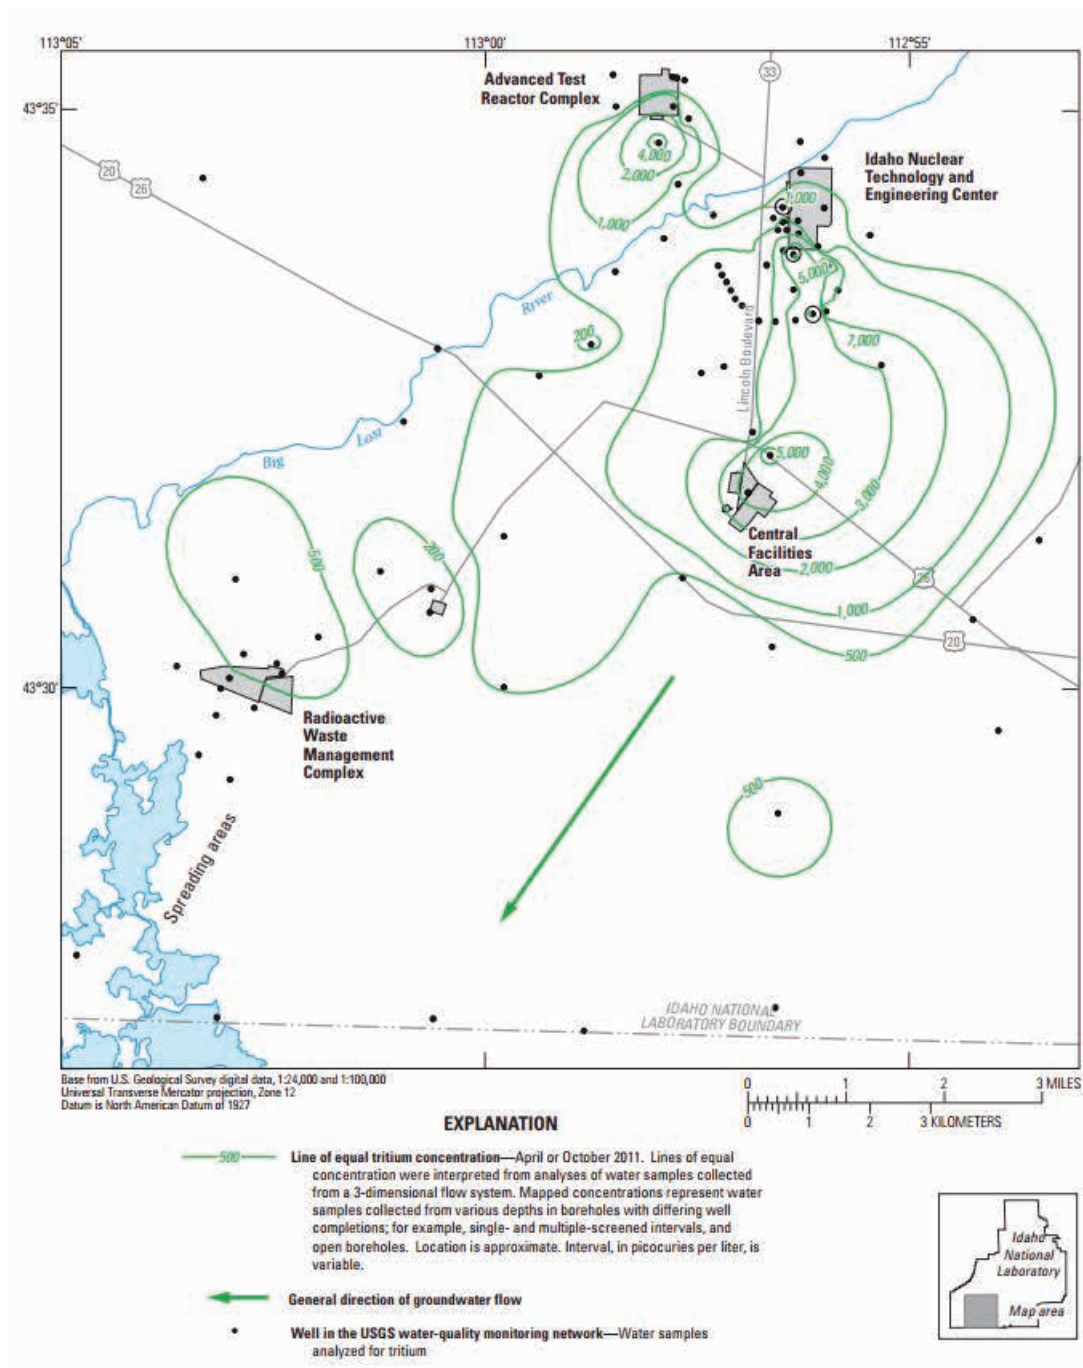 113°05'
113°00'
112°55'
33
Advanced Test
Reactor Complex
43°35'
20
26
4,000
2,000
1,000
Idaho Nuclear
Technology and
Engineering Center
1,000
5,000
River
200
Lincoln Boulevard
7,000
Lost
Big
5,000
4,000
3,000
500
200
Central
Facilities
Area
2,000
26
1,000
20
500
43°30'
Radioactive
Waste
Management
Complex
500
Spreading areas
IDAHO NATIONAL
LABORATORY BOUNDARY
Base from U.S. Geological Survey digital data, 1:24,000 and 1:100,000
Universal Transverse Mercator projection, Zone 12
Datum is North American Datum of 1927
0 1 2 3 MILES
0 1 2 3 KILOMETERS
EXPLANATION
500 Line of equal tritium concentration—April or October 2011. Lines of equal
concentration were interpreted from analyses of water samples collected
from a 3-dimensional flow system. Mapped concentrations represent water
samples collected from various depths in boreholes with differing well
completions; for example, single- and multiple-screened intervals, and
open boreholes. Location is approximate. Interval, in picocuries per liter, is
variable.
General direction of groundwater flow
Well in the USGS water-quality monitoring network—Water samples
analyzed for tritium
Idaho
National
Laboratory
Map area